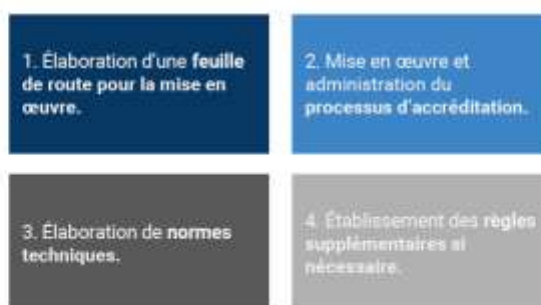 1. Élaboration d'une feuille
de route pour la mise en
œuvre.
2. Mise en œuvre et
administration du
processus d'accréditation.
3. Élaboration de normes
techniques.
4. Établissement des règles
supplémentaires si
nécessaire.